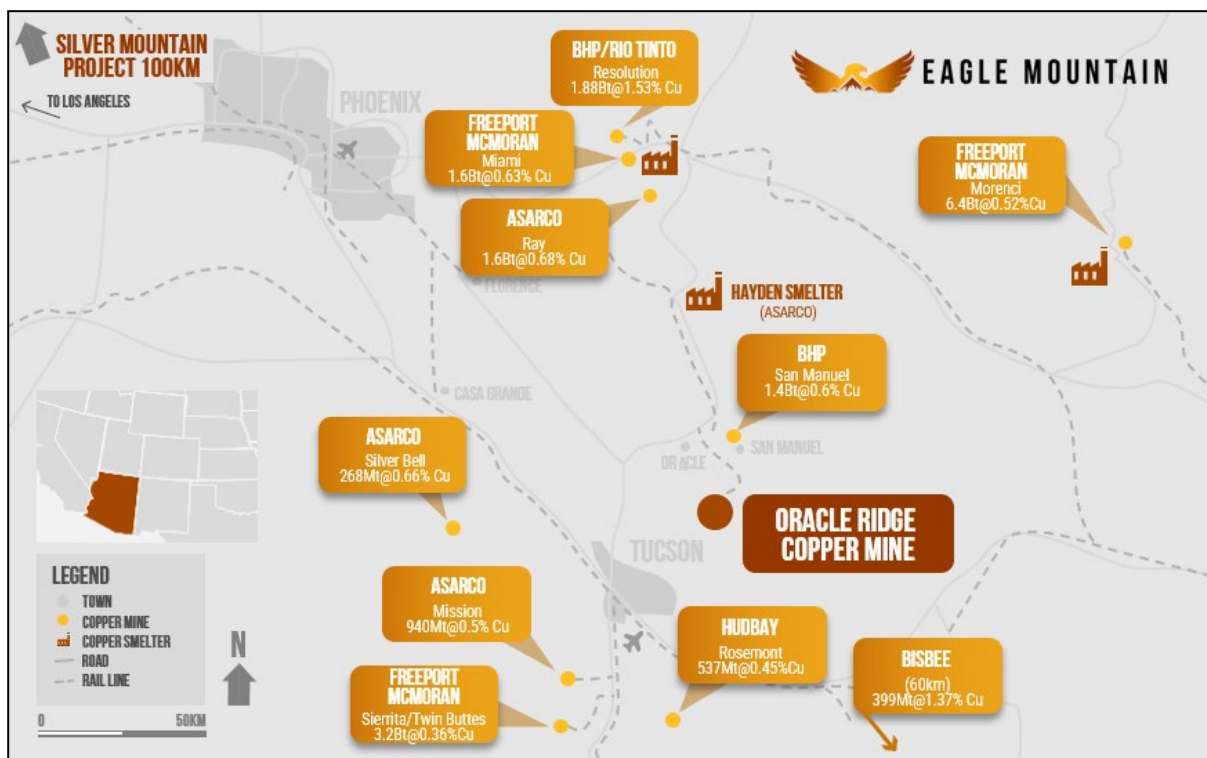 SILVER MOUNTAIN
PROJECT 100KM
TO LOS ANGELES
PHOENIX
BHP/RIO TINTO
Resolution
1.88Bt@1.53% Cu
EAGLE MOUNTAIN
FREEPORT
MCMORAN
Miami
1.6Bt@0.63% Cu
FREEPORT
MCMORAN
Morenci
6.4Bt@0.52%Cu
ASARCO
Ray
1.6Bt@0.68% Cu
FLORENCE
HAYDEN SMELTER
(ASARCO)
BHP
San Manuel
1.4Bt@0.6% Cu
CASA GRANDE
ASARCO
Silver Bell
268Mt@0.66% Cu
ORACLE
SAN MANUEL
ORACLE RIDGE
COPPER MINE
TUCSON
ASARCO
Mission
940Mt@0.5% Cu
HUDBAY
Rosemont
537Mt@0.45%Cu
BISBEE
(60km)
399Mt@1.37% Cu
FREEPORT
MCMORAN
Sierrita/Twin Buttes
3.2Bt@0.36%Cu
LEGEND
TOWN
COPPER MINE
COPPER SMELTER
ROAD
RAIL LINE
N
0 50KM